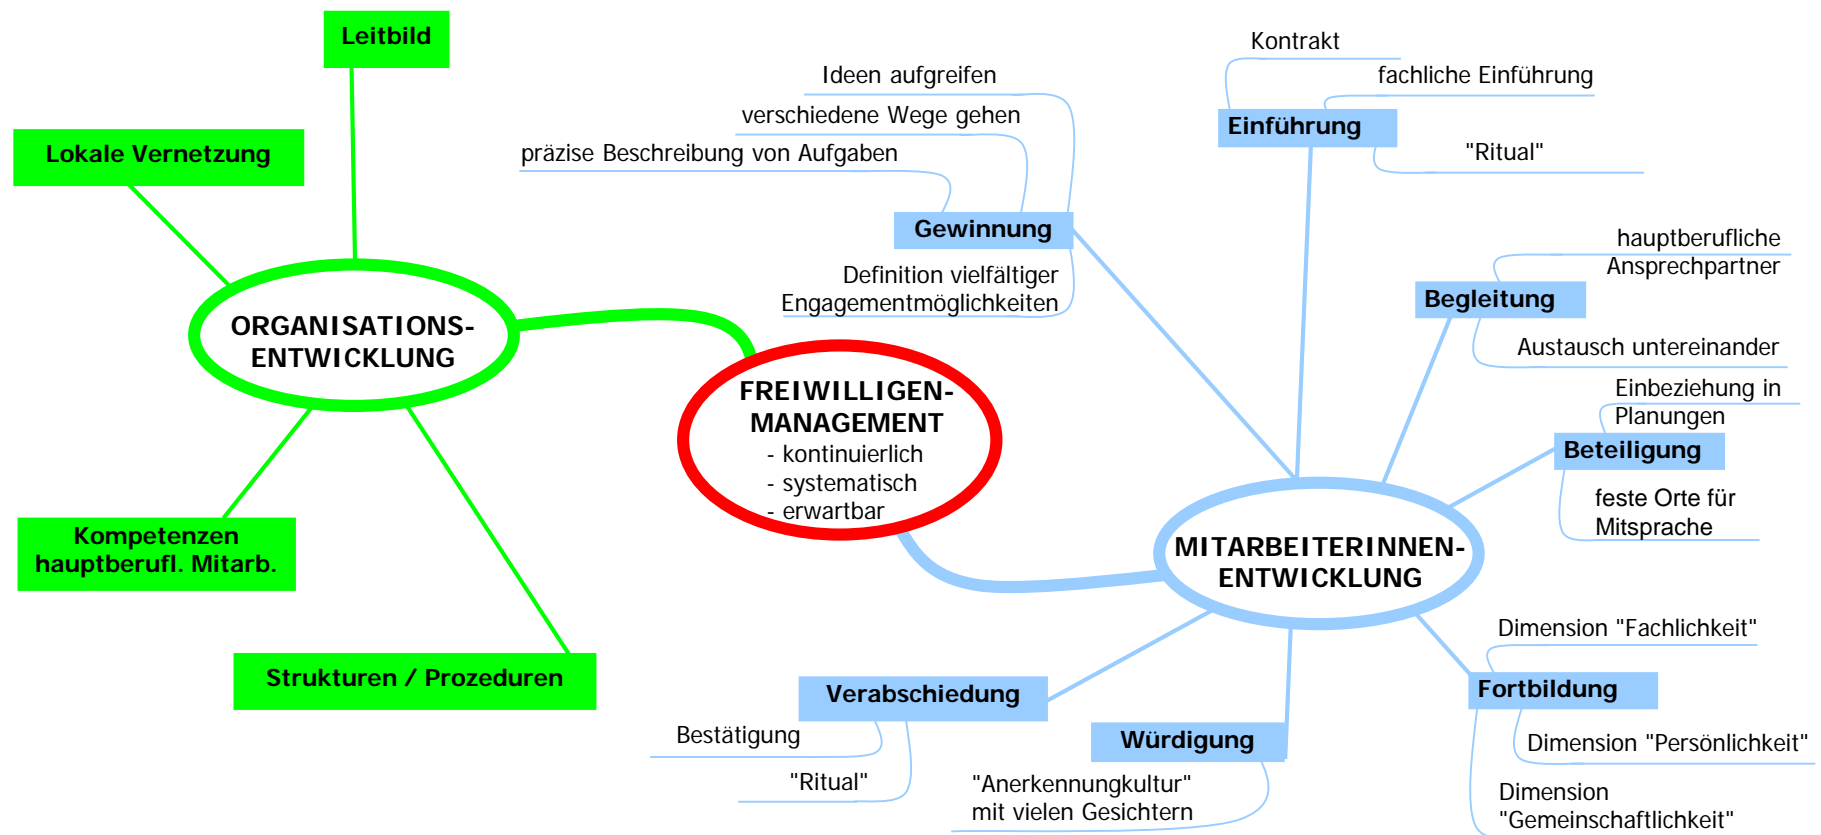 Leitbild
Lokale Vernetzung
ORGANISATIONS-
ENTWICKLUNG
Kompetenzen
hauptberufl. Mitarb.
Strukturen / Prozeduren
FREIWILLIGEN-
MANAGEMENT
- kontinuierlich
- systematisch
- erwartbar
Ideen aufgreifen
verschiedene Wege gehen
präzise Beschreibung von Aufgaben
Gewinnung
Definition vielfältiger
Engagementmöglichkeiten
Kontrakt
fachliche Einführung
Einführung
"Ritual"
hauptberufliche
Ansprechpartner
Begleitung
Austausch untereinander
Einbeziehung in
Planungen
Beteiligung
feste Orte für
Mitsprache
MITARBEITERINNEN-
ENTWICKLUNG
Dimension "Fachlichkeit"
Fortbildung
Dimension "Persönlichkeit"
Dimension
"Gemeinschaftlichkeit"
Verabschiedung
Bestätigung
"Ritual"
Würdigung
"Anerkennungkultur"
mit vielen Gesichtern